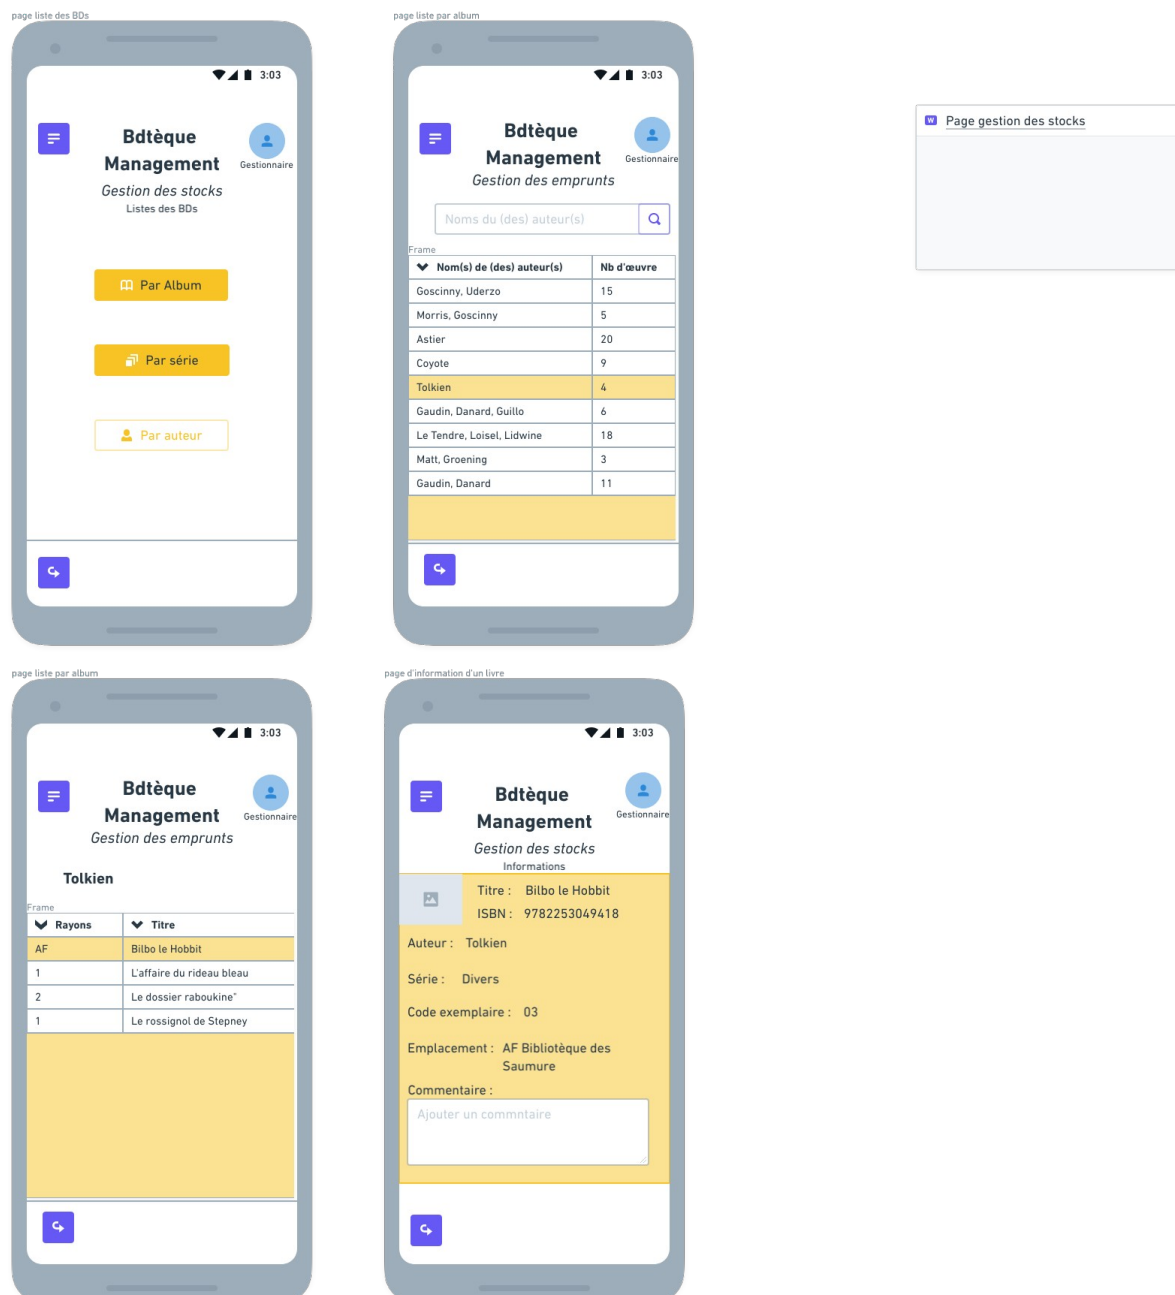 page liste des BDs
3:03
Bdtèque
Management
Gestionnaire
Gestion des stocks
Listes des BDs
Par Album
Par série
Par auteur
page liste par album
3:03
Bdtèque
Management
Gestionnaire
Gestion des emprunts
Noms du (des) auteur(s)
Frame
Nom(s) de (des) auteur(s) Nb d'œuvre
Goscinny, Uderzo 15
Morris, Goscinny 5
Astier 20
Coyote 9
Tolkien 4
Gaudin, Danard, Guillo 6
Le Tendre, Loisel, Lidwine 18
Matt, Groening 3
Gaudin, Danard 11
W Page gestion des stocks
page liste par album
3:03
Bdtèque
Management
Gestionnaire
Gestion des emprunts
Tolkien
Frame
Rayons Titre
AF Bilbo le Hobbit
1 L'affaire du rideau bleau
2 Le dossier raboukine"
1 Le rossignol de Stepney
page d'information d'un livre
3:03
Bdtèque
Management
Gestionnaire
Gestion des stocks
Informations
Titre : Bilbo le Hobbit
ISBN : 9782253049418
Auteur : Tolkien
Série : Divers
Code exemplaire : 03
Emplacement : AF Bibliotèque des
Saumure
Commentaire :
Ajouter un commntaire